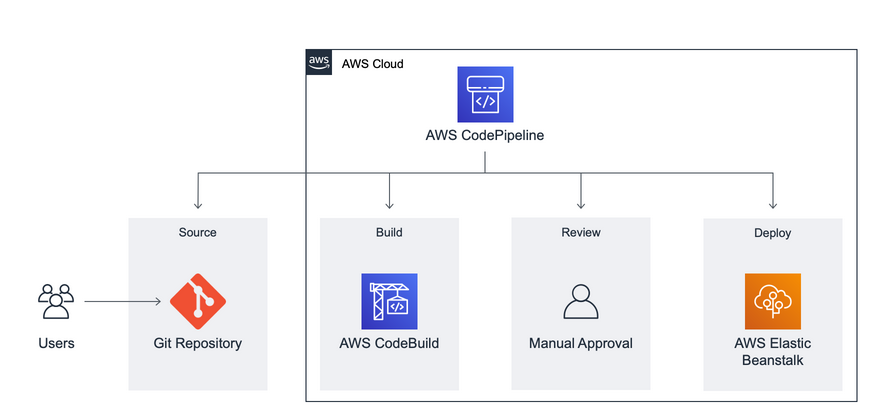 aws
AWS Cloud
AWS CodePipeline
Source
Build
Review
Deploy
Users
Git Repository
AWS CodeBuild
Manual Approval
AWS Elastic
Beanstalk